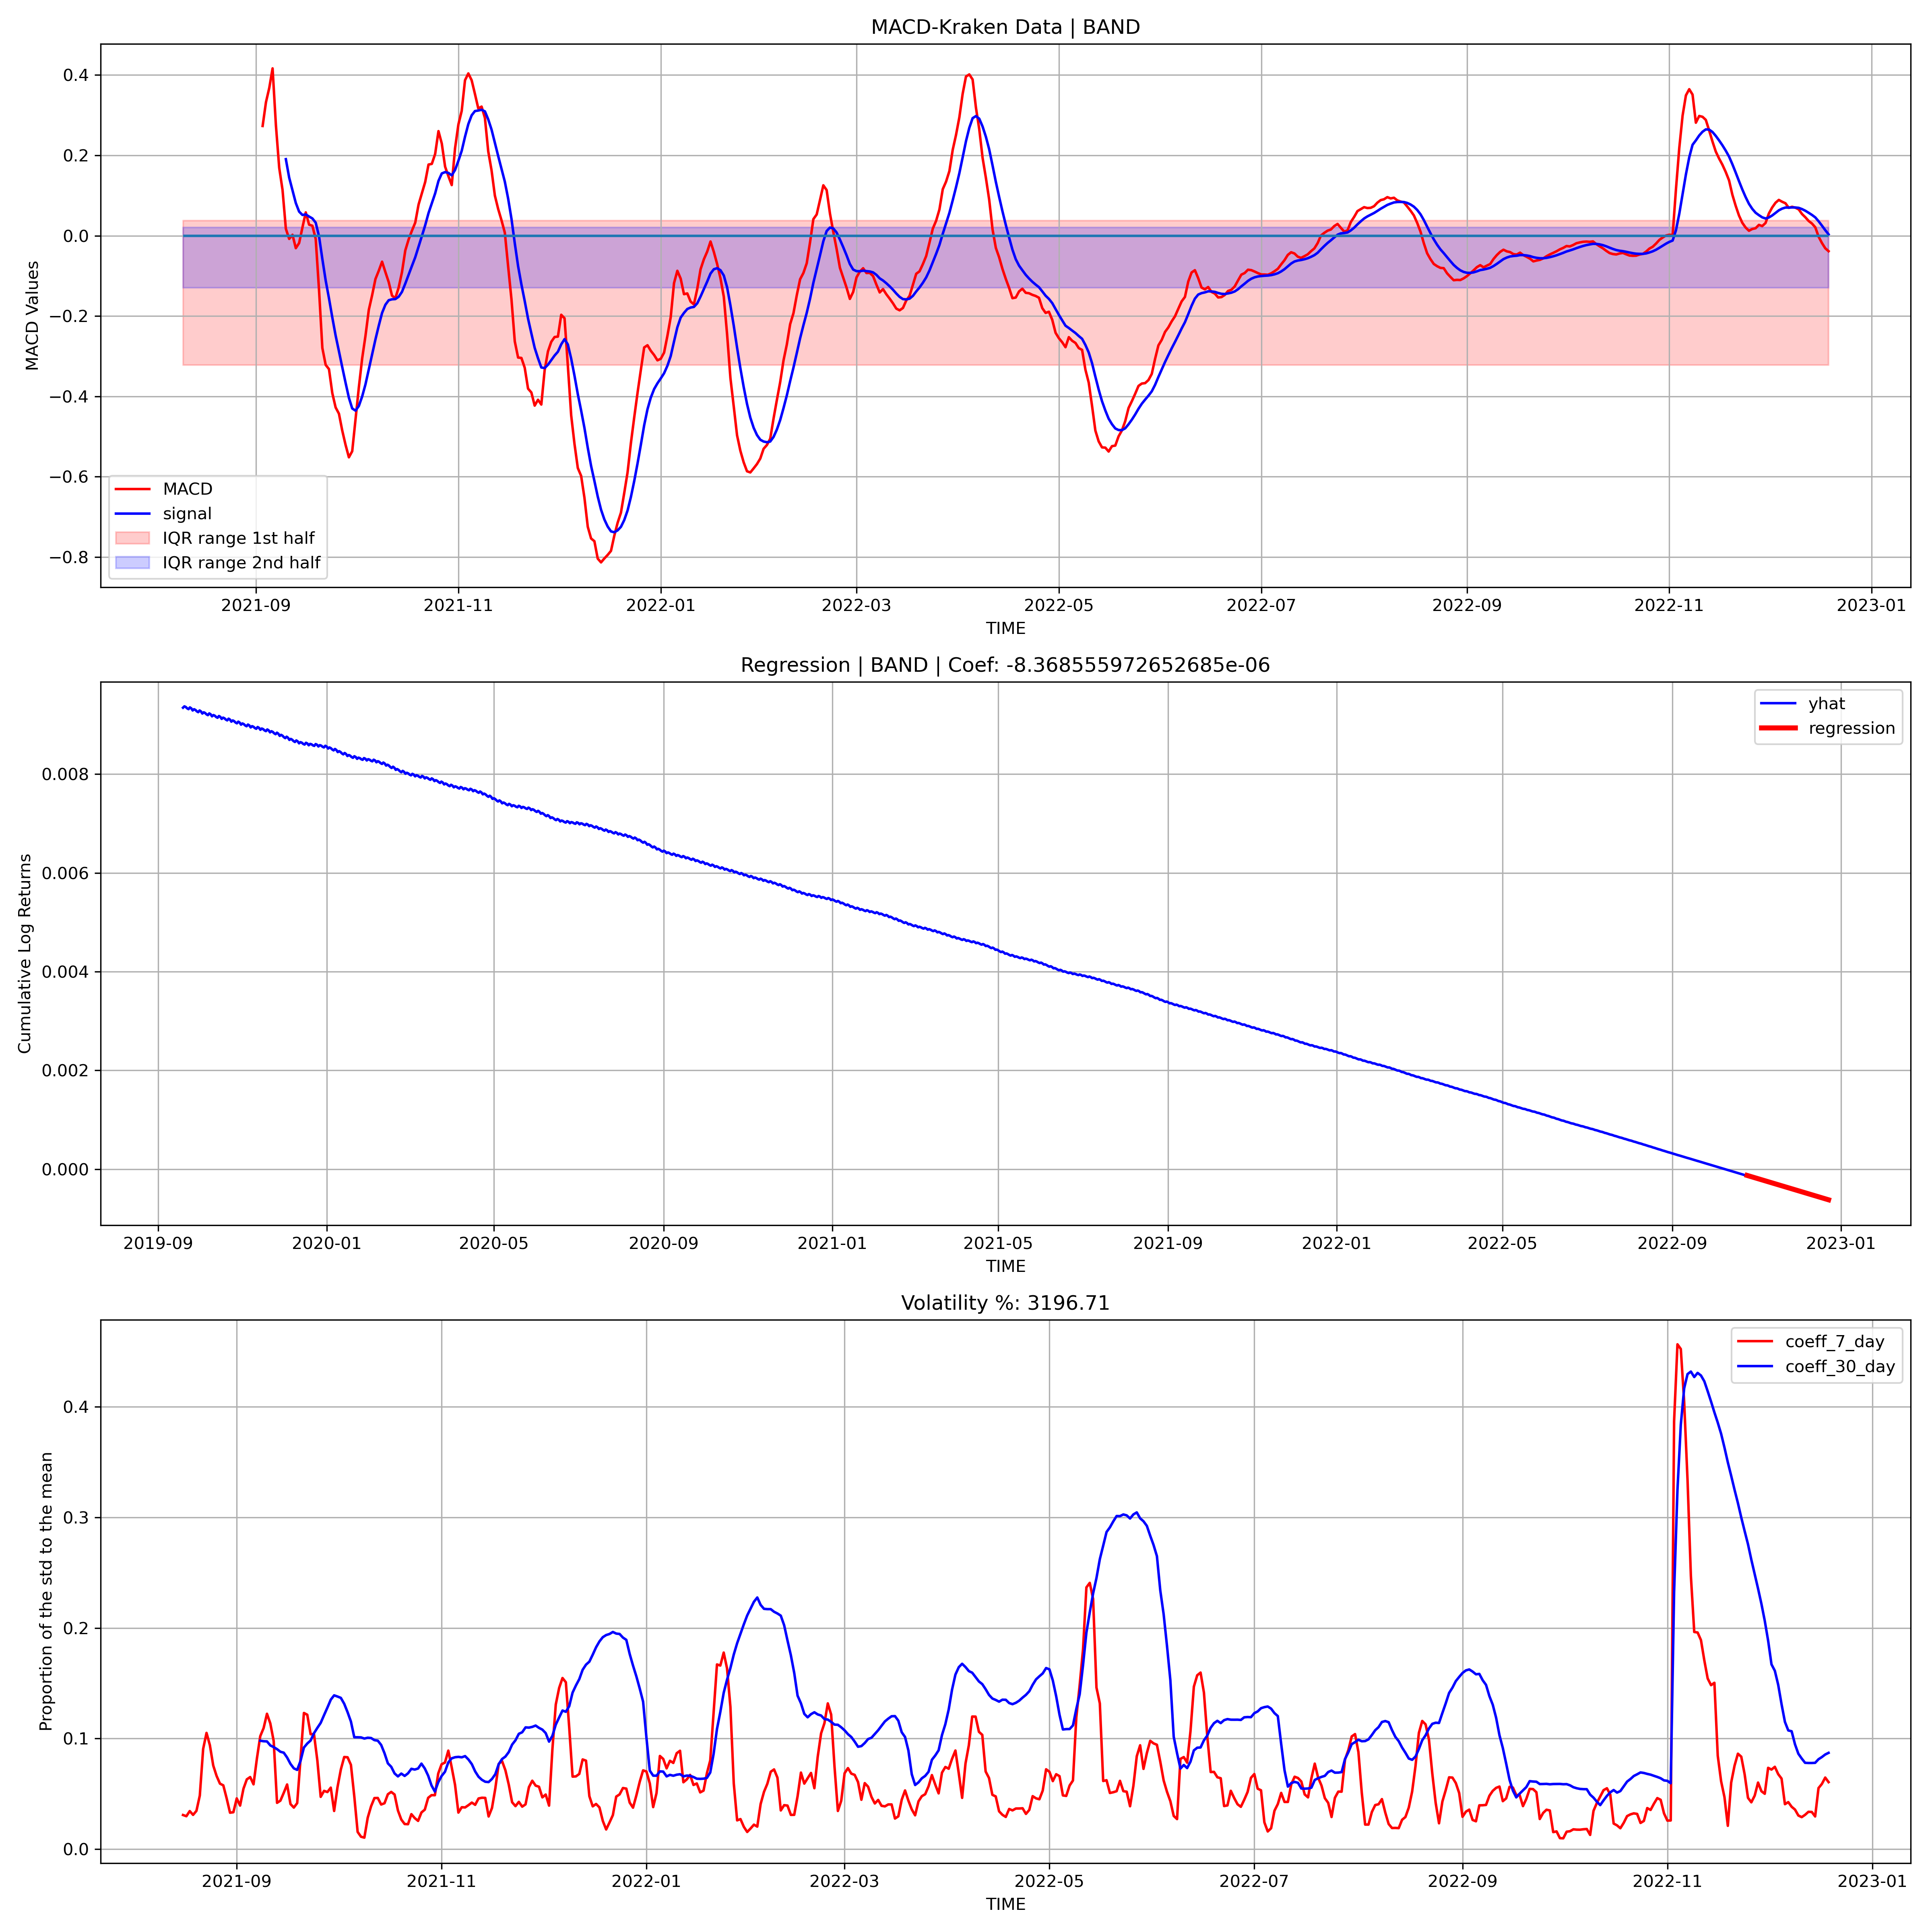 MACD-Kraken Data | BAND
MACD Values
0.4
0.2
0.0
−0.2
−0.4
−0.6
−0.8
MACD
signal
IQR range 1st half
IQR range 2nd half
2021-09 2021-11 2022-01 2022-03 2022-05 2022-07 2022-09 2022-11 2023-01
TIME
Regression | BAND | Coef: -8.368555972652685e-06
Cumulative Log Returns
0.008
0.006
0.004
0.002
0.000
yhat
regression
2019-09 2020-01 2020-05 2020-09 2021-01 2021-05 2021-09 2022-01 2022-05 2022-09 2023-01
TIME
Volatility %: 3196.71
Proportion of the std to the mean
0.4
0.3
0.2
0.1
0.0
coeff_7_day
coeff_30_day
2021-09 2021-11 2022-01 2022-03 2022-05 2022-07 2022-09 2022-11 2023-01
TIME